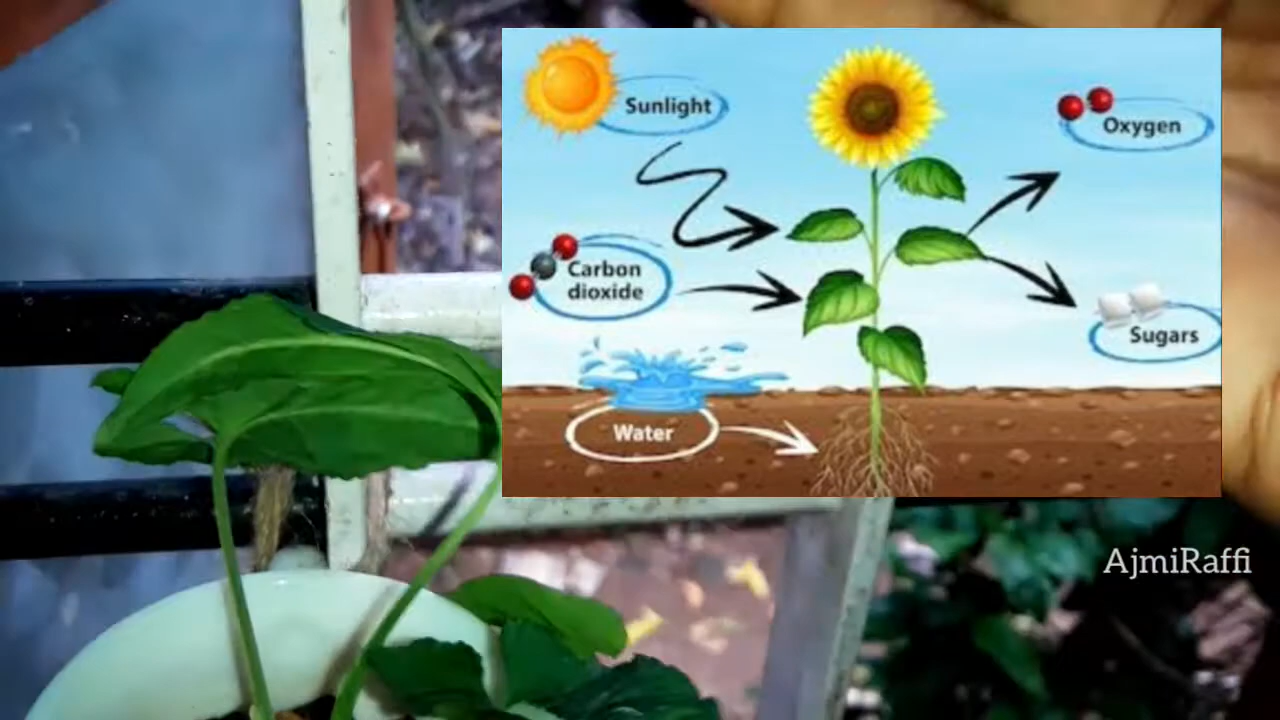 Sunlight
Oxygen
Carbon
dioxide
Sugars
Water
AjmiRaffi